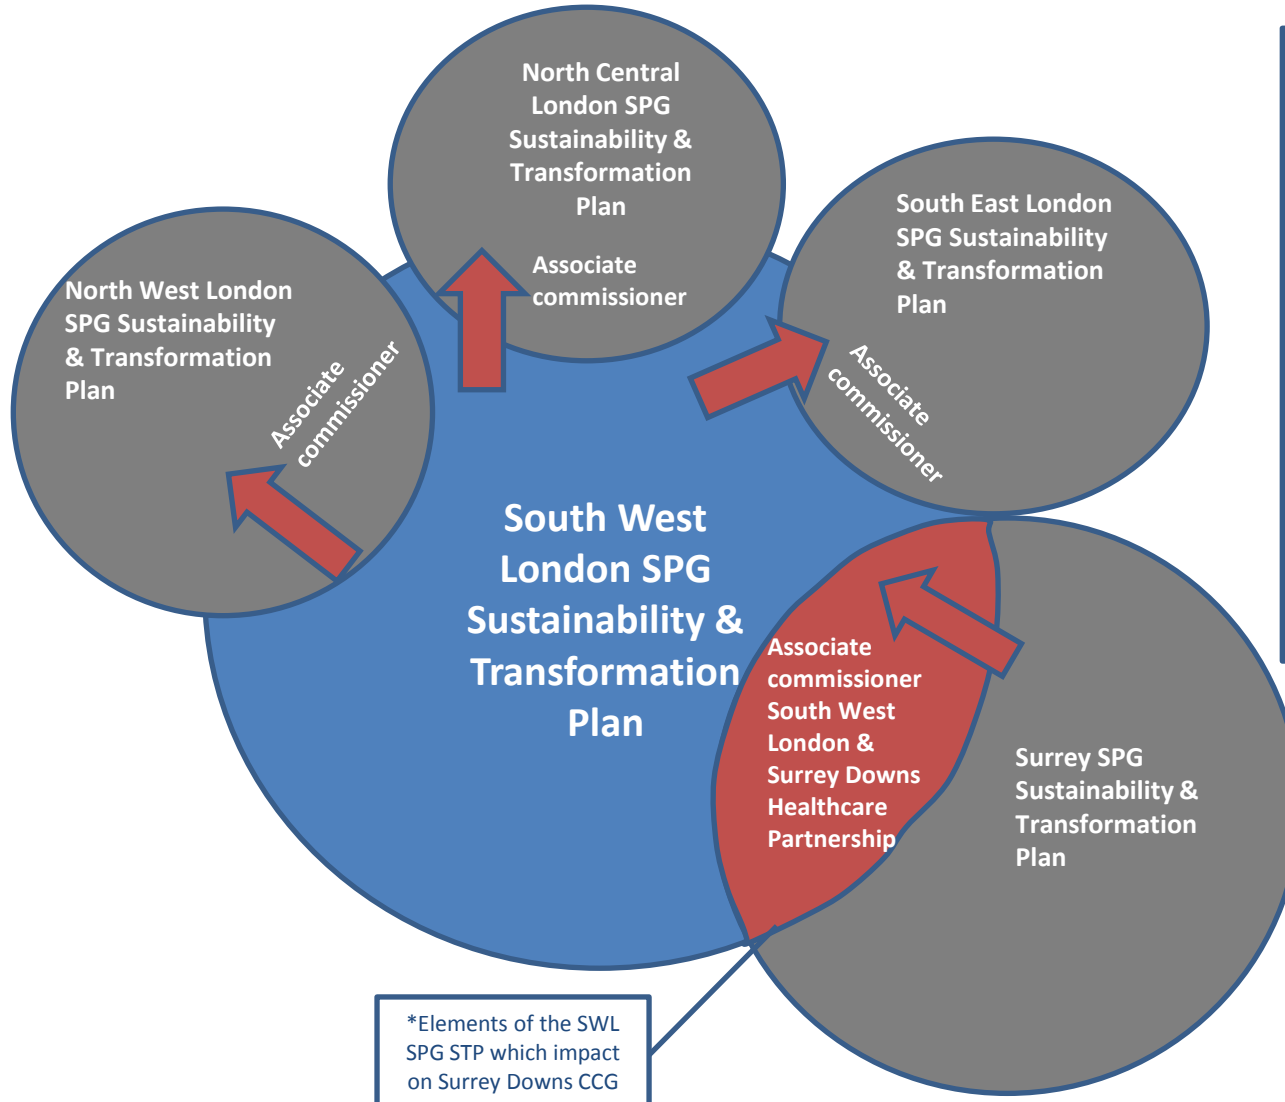 North Central
London SPG
Sustainability &
Transformation
Plan
Associate
commissioner
South East London
SPG Sustainability
& Transformation
Plan
Associate
commissioner
North West London
SPG Sustainability
& Transformation
Plan
Associate
commissioner
South West
London SPG
Sustainability &
Transformation
Plan
Associate
commissioner
South West
London &
Surrey Downs
Healthcare
Partnership
Surrey SPG
Sustainability &
Transformation
Plan
*Elements of the SWL
SPG STP which impact
on Surrey Downs CCG